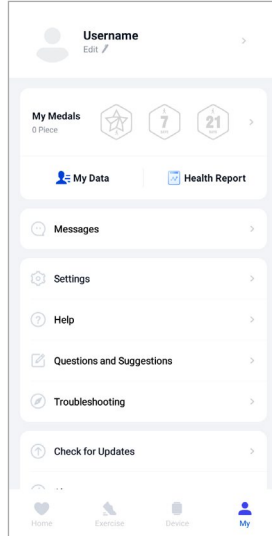 Username
Edit
My Medals
0 Piece
7
21
My Data
Health Report
Messages
Settings
Help
Questions and Suggestions
Troubleshooting
Check for Updates
Home
Exercise
Device
My